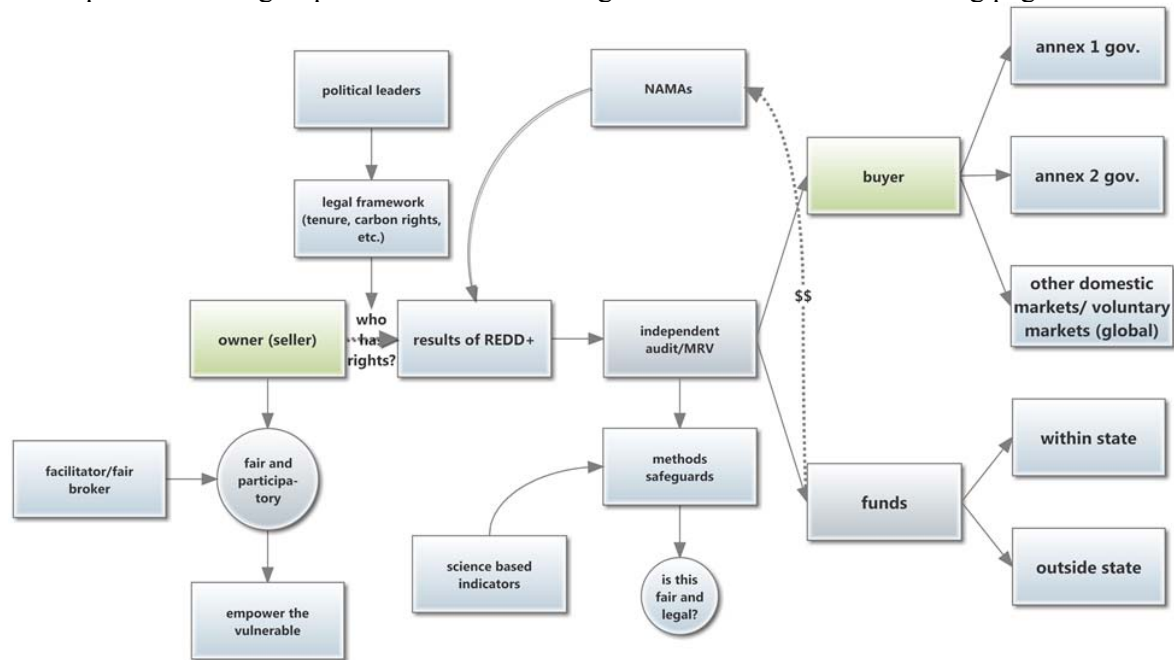 annex 1 gov.
political leaders
NAMAs
annex 2 gov.
buyer
legal framework
(tenure, carbon rights,
etc.)
other domestic
markets/ voluntary
markets (global)
$$
who
has
rights?
owner (seller)
results of REDD+
independent
audit/MRV
within state
facilitator/fair
broker
fair and
participa-
tory
methods
safeguards
funds
science based
indicators
is this
fair and
legal?
outside state
empower the
vulnerable